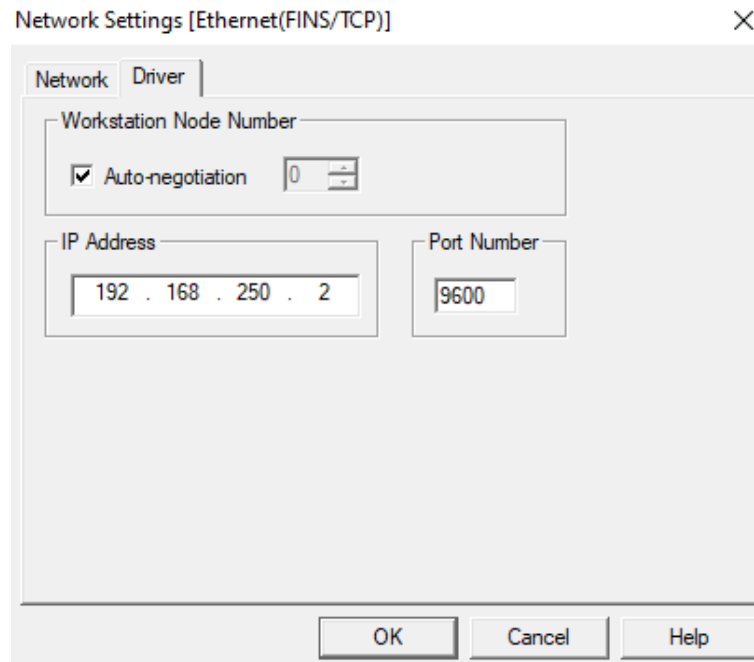 Network Settings [Ethernet(FINS/TCP)]
Network Driver
Workstation Node Number
Auto-negotiation 0
IP Address Port Number
192 . 168 . 250 . 2 9600
OK Cancel Help